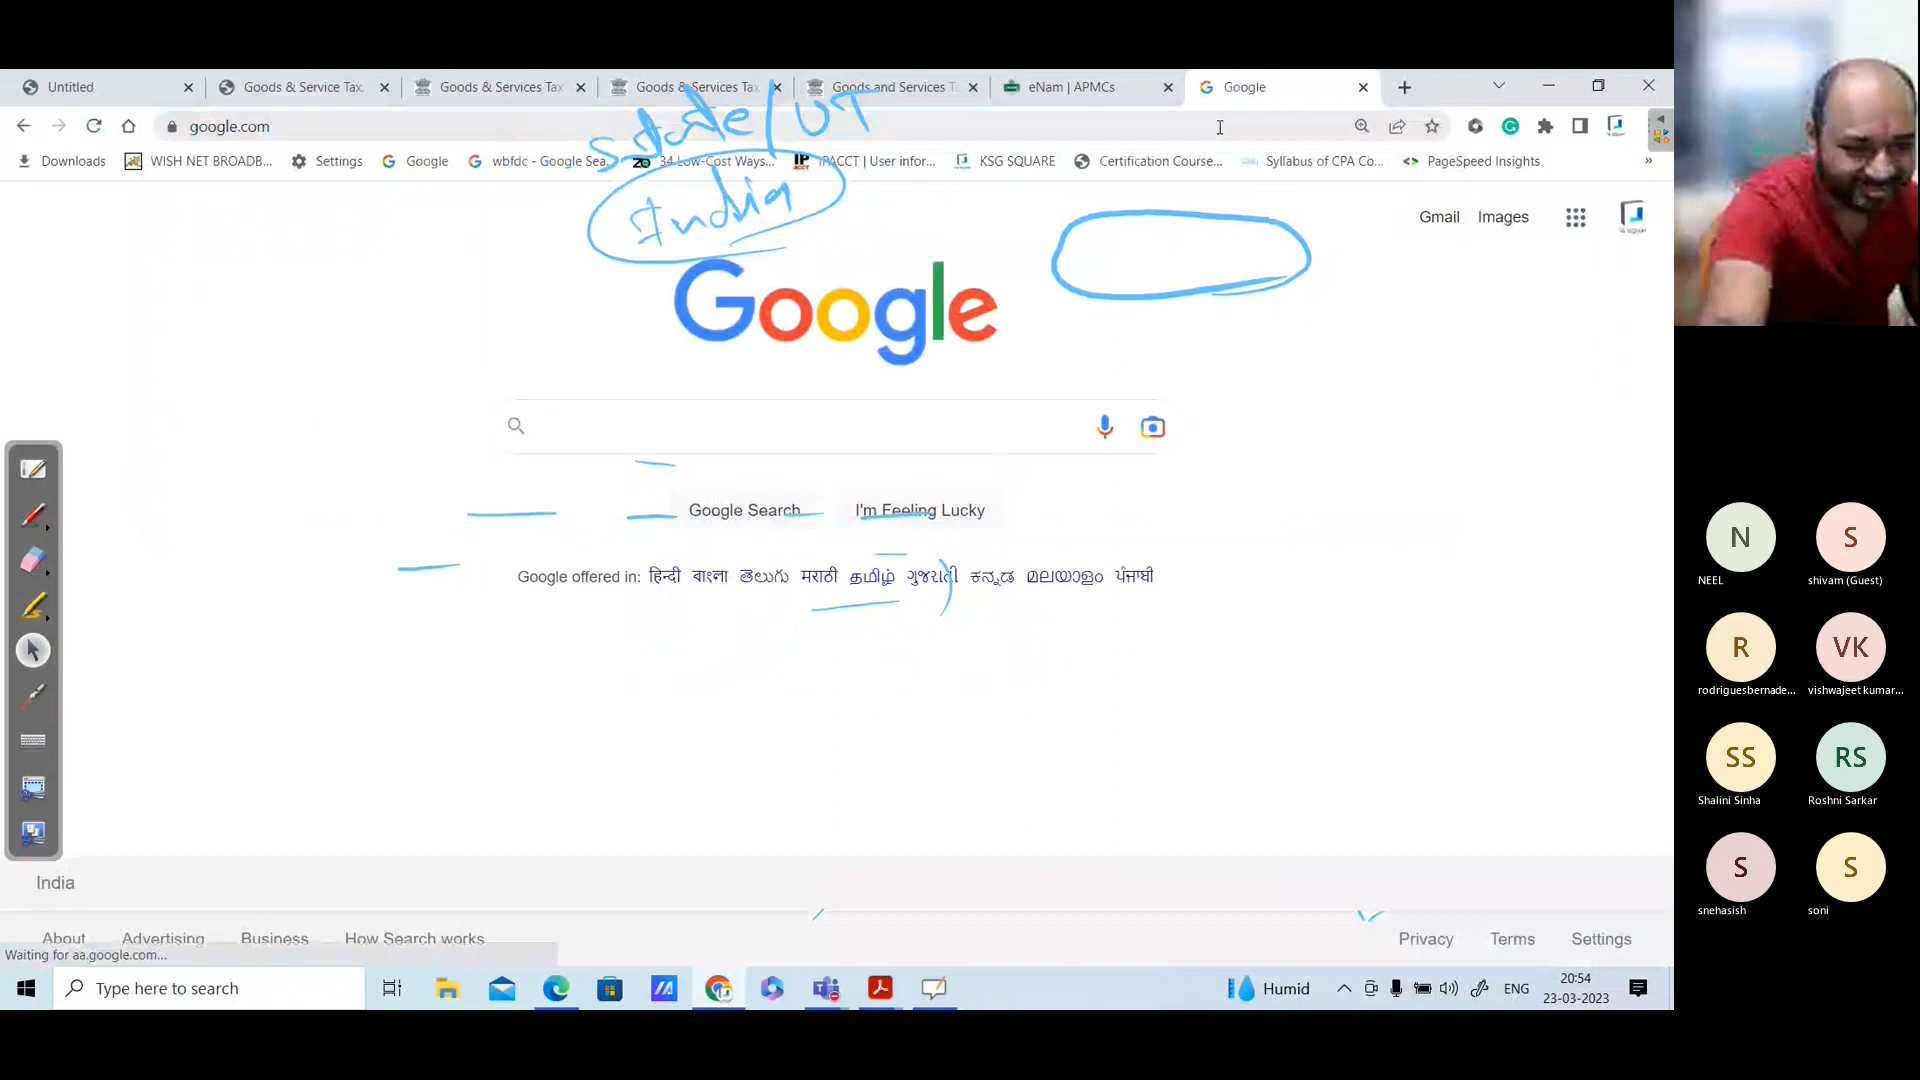 Untitled
Goods & Service Tax,
Goods & Services Tax
Goods & Services Tax
Goods and Services T
eNam | APMCs
Google
State/UT
google.com
Downloads
WISH NET BROADB...
Settings
Google
wbfdc - Google Sea
34 Low-Cost Ways...
PACCT | User infor...
KSG SQUARE
Certification Course...
Syllabus of CPA Co...
PageSpeed Insights
»
India
Gmail
Images
Google
Google Search
I'm Feeling Lucky
Google offered in: हिन्दी বাংলা తెలుగు मराठी தமிழ் ગુજરાતી ಕನ್ನಡ മലയാളം ਪੰਜਾਬੀ
India
About
Advertising
Business
How Search works
Privacy
Terms
Settings
Waiting for aa.google.com...
Type here to search
Humid
ENG
20:54
23-03-2023
N
NEEL
S
shivam (Guest)
R
rodriguesbernade...
VK
vishwajeet kumar...
SS
Shalini Sinha
RS
Roshni Sarkar
S
snehasish
S
soni